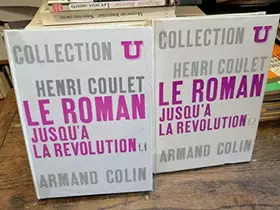 COLLECTION U
HENRI COULET
LE ROMAN
JUSQU'A
LA REVOLUTION
ARMAND COLIN
COLLECTION U
HENRI COULET
LE ROMAN
JUSQU'A
LA REVOLUTION
ARMAND COLIN